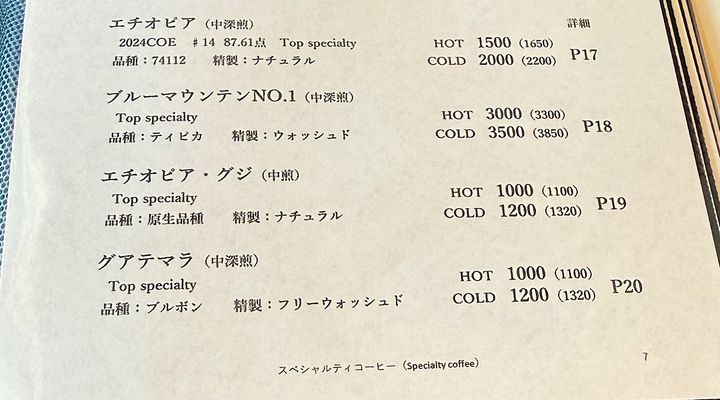 エチオピア（中深煎） 詳細
2024COE ♯14 87.61点 Top specialty HOT 1500（1650）
品種：74112 精製：ナチュラル COLD 2000（2200） P17
ブルーマウンテンNO.1（中深煎）
Top specialty HOT 3000（3300）
品種：ティピカ 精製：ウォッシュド COLD 3500（3850） P18
エチオピア・グジ（中煎）
Top specialty HOT 1000（1100）
品種：原生品種 精製：ナチュラル COLD 1200（1320） P19
グアテマラ（中深煎）
Top specialty HOT 1000（1100）
品種：ブルボン 精製：フリーウォッシュド COLD 1200（1320） P20
スペシャルティコーヒー（Specialty coffee） 7